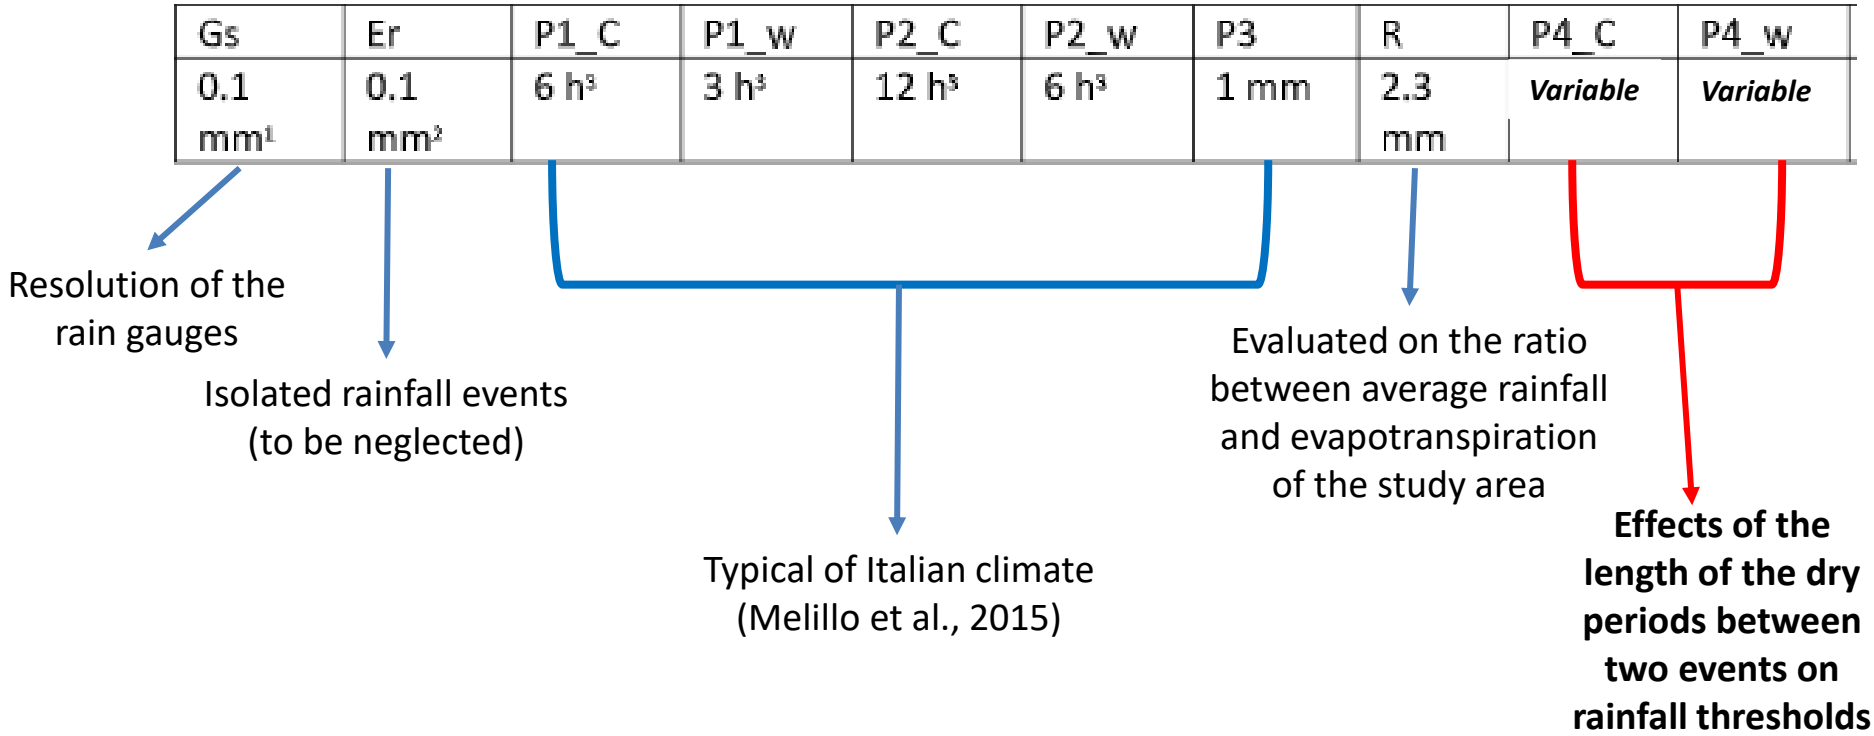 Gs Er P1_C P1_w P2_C P2_w P3 R P4_C P4_w
0.1 0.1 6 h³ 3 h³ 12 h³ 6 h³ 1 mm 2.3 Variable Variable
mm¹ mm² mm
Resolution of the
rain gauges
Isolated rainfall events
(to be neglected)
Typical of Italian climate
(Melillo et al., 2015)
Evaluated on the ratio
between average rainfall
and evapotranspiration
of the study area
Effects of the
length of the dry
periods between
two events on
rainfall thresholds